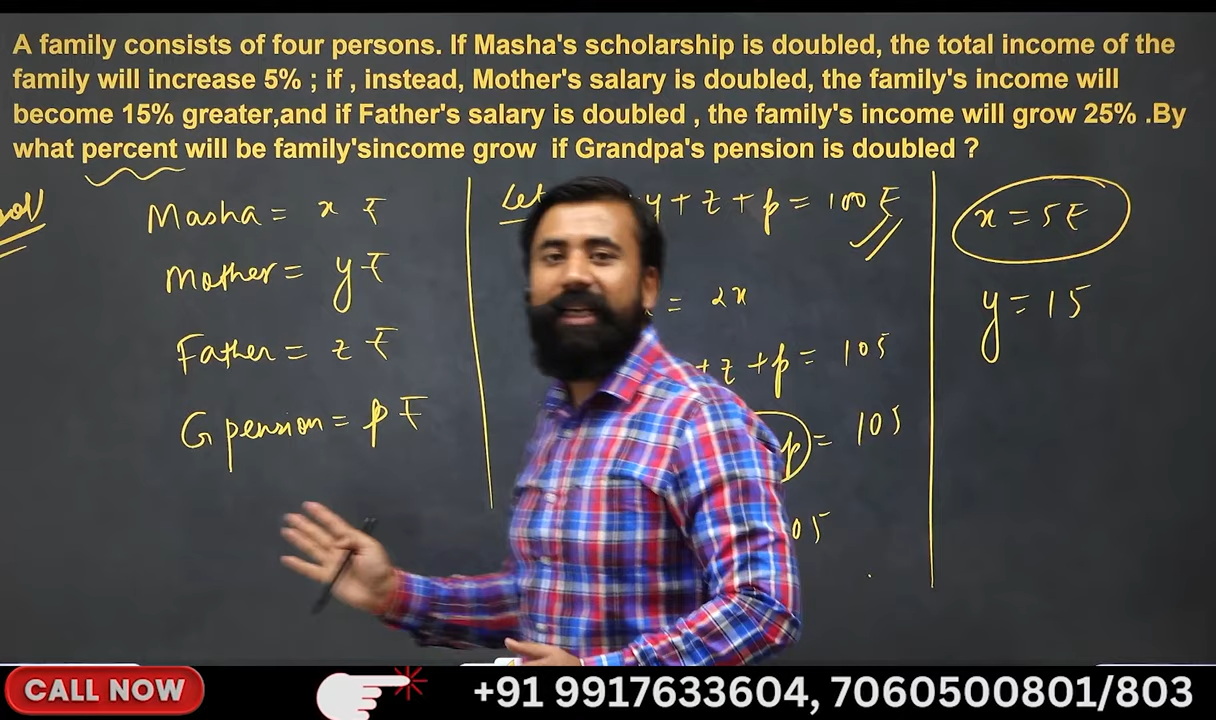 A family consists of four persons. If Masha's scholarship is doubled, the total income of the
family will increase 5% ; if , instead, Mother's salary is doubled, the family's income will
become 15% greater,and if Father's salary is doubled , the family's income will grow 25% .By
what percent will be family'sincome grow if Grandpa's pension is doubled ?
Sol
Masha = x ₹
Mother = y ₹
Father = z ₹
G pension = p ₹
Let y + z + p = 100 ₹
= 2x
+ z + p = 105
p = 105
05
x = 5 ₹
y = 15
CALL NOW
+91 9917633604, 7060500801/803